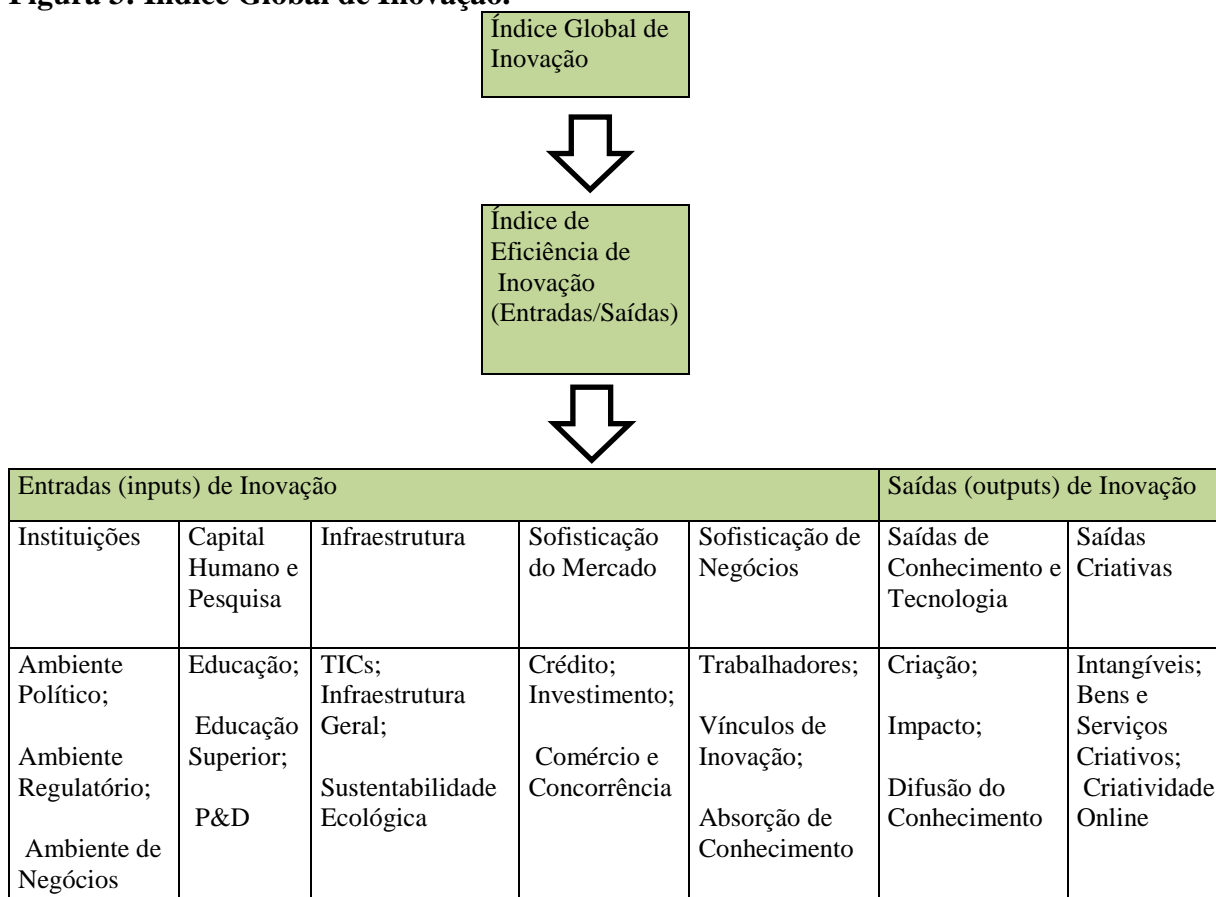 Figura Índice Global de Inovação.
Índice Global de
Inovação
Índice de
Eficiência de
Inovação
(Entradas/Saídas)
Entradas (inputs) de Inovação
Saídas (outputs) de Inovação
Instituições
Capital
Humano e
Pesquisa
Infraestrutura
Sofisticação
do Mercado
Sofisticação de
Negócios
Saídas de
Conhecimento e
Tecnologia
Saídas
Criativas
Ambiente
Político;
Ambiente
Regulatório;
Ambiente de
Negócios
Educação;
Educação
Superior;
P&D
TICs;
Infraestrutura
Geral;
Sustentabilidade
Ecológica
Crédito;
Investimento;
Comércio e
Concorrência
Trabalhadores;
Vínculos de
Inovação;
Absorção de
Conhecimento
Criação;
Impacto;
Difusão do
Conhecimento
Intangíveis;
Bens e
Serviços
Criativos;
Criatividade
Online